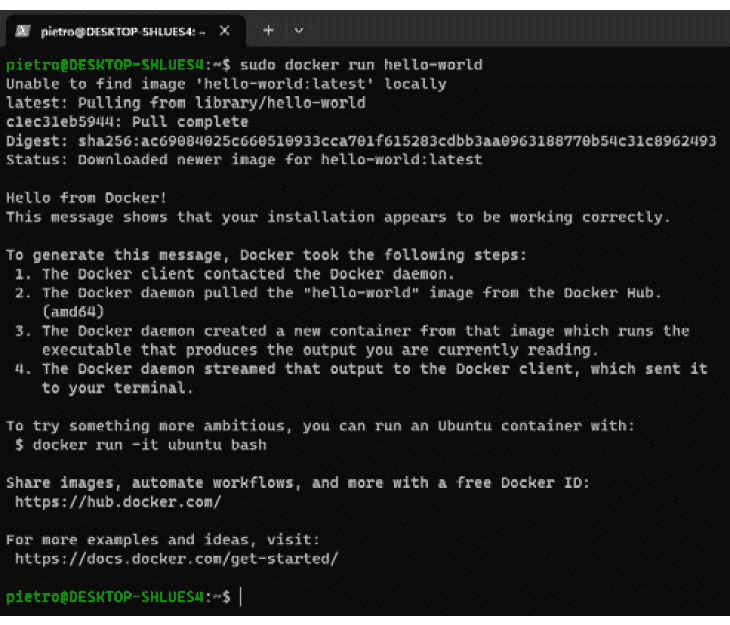 pietro@DESKTOP-SHLUES4: ~
pietro@DESKTOP-SHLUES4:~$ sudo docker run hello-world
Unable to find image 'hello-world:latest' locally
latest: Pulling from library/hello-world
c1ec31eb5944: Pull complete
Digest: sha256:ac69084025c660510933cca701f615283cdbb3aa0963188770b54c31c8962493
Status: Downloaded newer image for hello-world:latest
Hello from Docker!
This message shows that your installation appears to be working correctly.
To generate this message, Docker took the following steps:
1. The Docker client contacted the Docker daemon.
2. The Docker daemon pulled the "hello-world" image from the Docker Hub.
(amd64)
3. The Docker daemon created a new container from that image which runs the
executable that produces the output you are currently reading.
4. The Docker daemon streamed that output to the Docker client, which sent it
to your terminal.
To try something more ambitious, you can run an Ubuntu container with:
$ docker run -it ubuntu bash
Share images, automate workflows, and more with a free Docker ID:
https://hub.docker.com/
For more examples and ideas, visit:
https://docs.docker.com/get-started/
pietro@DESKTOP-SHLUES4:~$